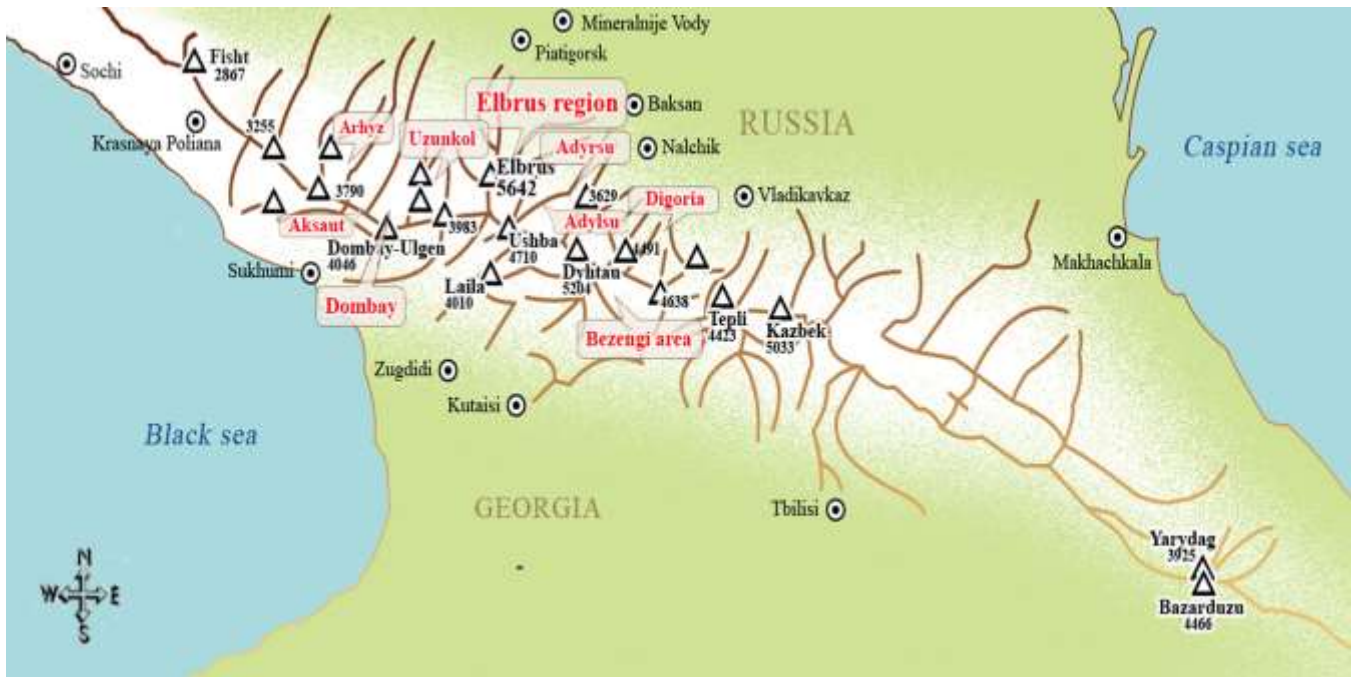 Mineralnije Vody
Piatigorsk
Fisht
2867
Sochi
Elbrus region
Baksan
RUSSIA
Krasnaya Poliana
3255
Arhyz
Uzunkol
Adyrsu
Nalchik
Caspian sea
Elbrus
5642
3790
3629
Digoria
Vladikavkaz
Aksaut
3983
Adylsu
Dombay-Ulgen
4046
Ushba
4710
4491
Makhachkala
Sukhumi
Laila
4010
Dyhtau
5204
4638
Dombay
Bezengi area
Tepli
4423
Kazbek
5033
Zugdidi
Kutaisi
Black sea
GEORGIA
Tbilisi
Yarydag
3925
Bazarduzu
4466
N
W E
S